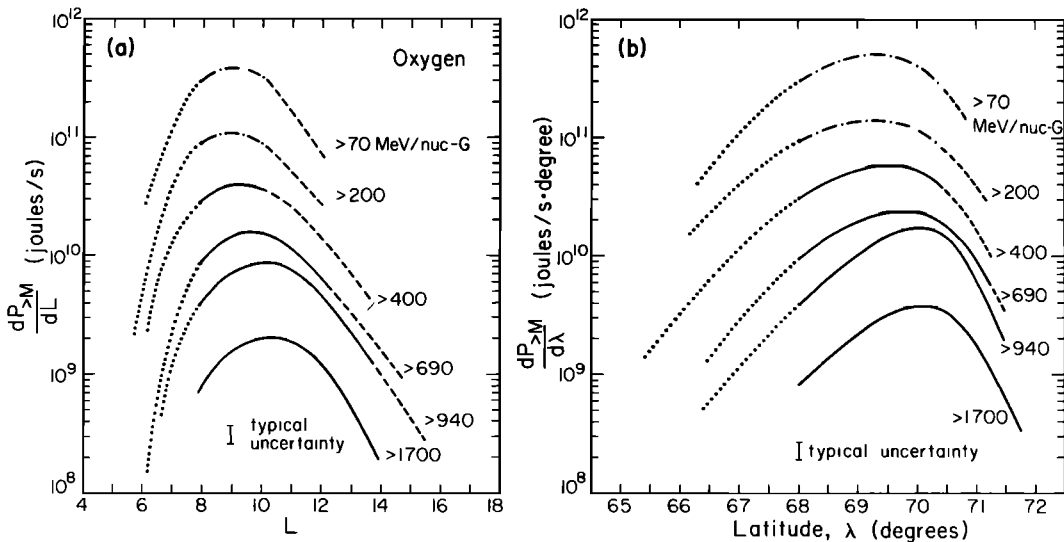 (a)
Oxygen
10^12
10^11
10^10
10^9
10^8
dP>M
dL
(joules/s)
>70 MeV/nuc-G
>200
>400
>690
>940
>1700
typical
uncertainty
4 6 8 10 12 14 16 18
L
(b)
10^12
10^11
10^10
10^9
10^8
dP>M
dλ
(joules/s·degree)
>70
MeV/nuc-G
>200
>400
>690
>940
>1700
typical uncertainty
65 66 67 68 69 70 71 72
Latitude, λ (degrees)